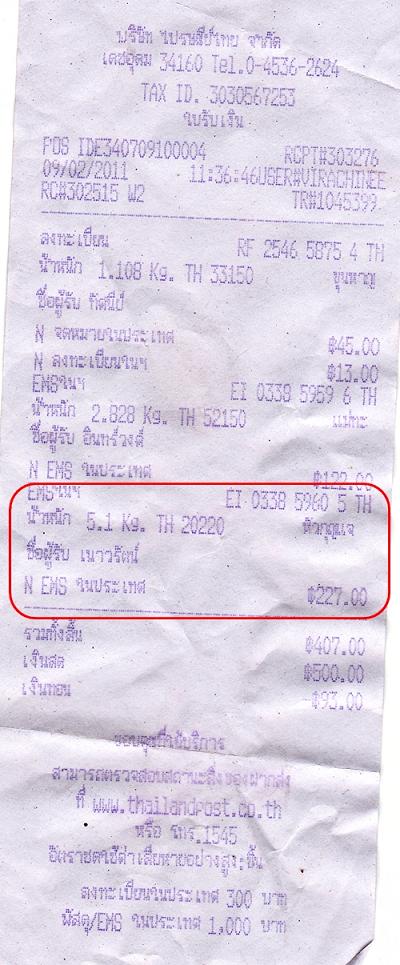 บริษัท ไปรษณีย์ไทย จำกัด
เดชอุดม 34160 Tel.0-4536-2624
TAX ID. 3030567253
ใบรับเงิน
POS IDE340709100004 RCPT#303276
09/02/2011 11:36:46USER#VIRACHINEE
RC#302515 W2 TR#1045399
ลงทะเบียน RF 2546 5875 4 TH
น้ำหนัก 1.108 Kg. TH 33150 ขุนหาญ
ชื่อผู้รับ ทัศนีย์
N จดหมายในประเทศ ฿45.00
N ลงทะเบียนในฯ ฿13.00
EMSในฯ EI 0338 5959 6 TH
น้ำหนัก 2.828 Kg. TH 52150 แม่ทะ
ชื่อผู้รับ อินทร์วงค์
N EMS ในประเทศ ฿122.00
EMSในฯ EI 0338 5960 5 TH
น้ำหนัก 5.1 Kg. TH 20220 หัวกุญแจ
ชื่อผู้รับ เนาวรัตน์
N EMS ในประเทศ ฿227.00
รวมทั้งสิ้น ฿407.00
เงินสด ฿500.00
เงินทอน ฿93.00
ขอบคุณที่ใช้บริการ
สามารถตรวจสอบสถานะสิ่งของฝากส่ง
ที่ www.thailandpost.co.th
หรือ โทร.1545
อัตราชดใช้ค่าเสียหายอย่างสูง:ชิ้น
ลงทะเบียนในประเทศ 300 บาท
พัสดุ/EMS ในประเทศ 1,000 บาท